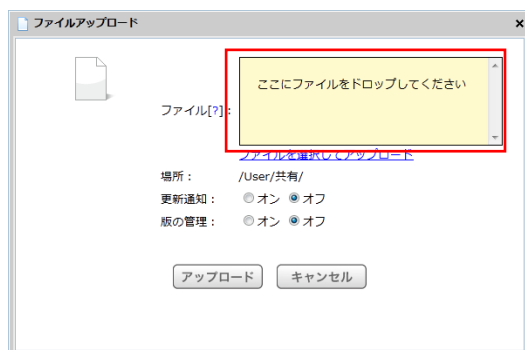 ファイルアップロード ×
ここにファイルをドロップしてください
ファイル[?]:
ファイルを選択してアップロード
場所: /User/共有/
更新通知: オン オフ
版の管理: オン オフ
アップロード キャンセル